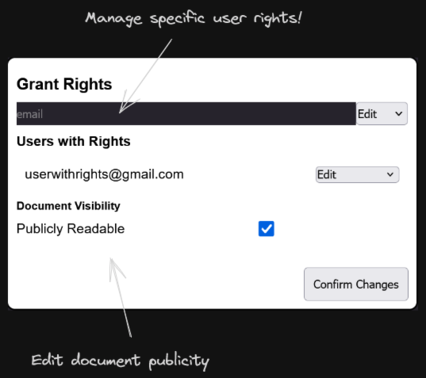 Manage specific user rights!
Grant Rights
email Edit
Users with Rights
userwithrights@gmail.com Edit
Document Visibility
Publicly Readable
Confirm Changes
Edit document publicity